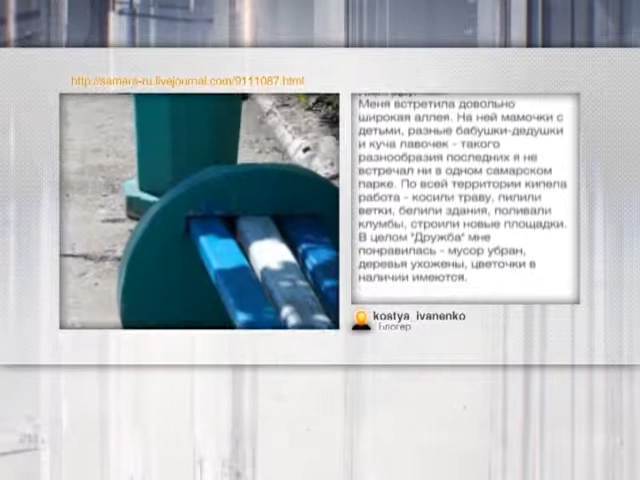 http://samara-ru.livejournal.com/9111087.html
Меня встретила довольно
широкая аллея. На ней мамочки с
детьми, разные бабушки-дедушки
и куча лавочек - такого
разнообразия последних я не
встречал ни в одном самарском
парке. По всей территории кипела
работа - косили траву, пилили
ветки, белили здания, поливали
клумбы, строили новые площадки.
В целом "Дружба" мне
понравилась - мусор убран,
деревья ухожены, цветочки в
наличии имеются.
kostya_ivanenko
Блогер